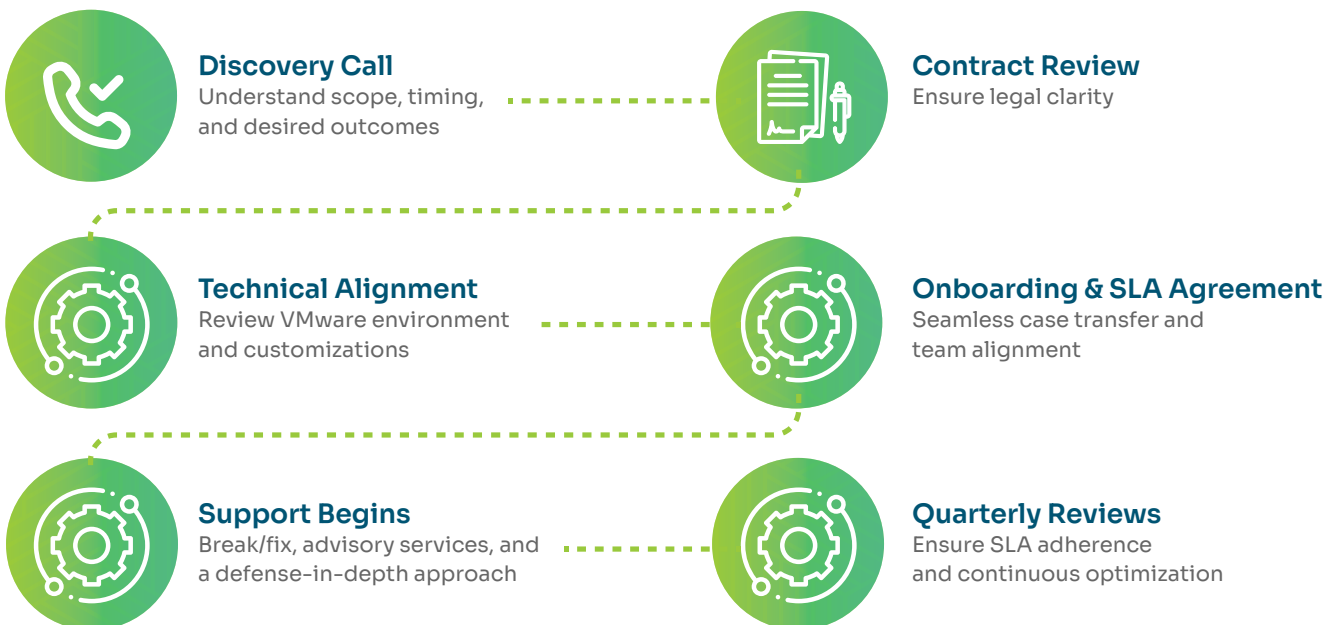 Discovery Call
Understand scope, timing,
and desired outcomes
Contract Review
Ensure legal clarity
Technical Alignment
Review VMware environment
and customizations
Onboarding & SLA Agreement
Seamless case transfer and
team alignment
Support Begins
Break/fix, advisory services, and
a defense-in-depth approach
Quarterly Reviews
Ensure SLA adherence
and continuous optimization